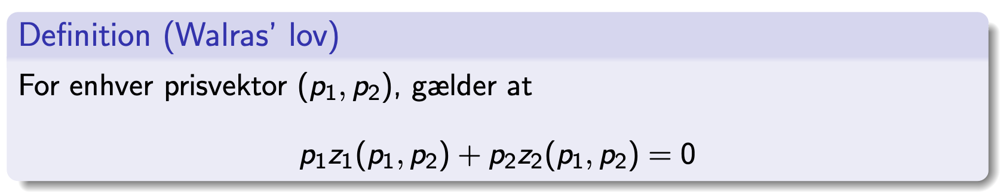 Definition (Walras' lov)
For enhver prisvektor (p₁, p₂), gælder at
p₁z₁(p₁, p₂) + p₂z₂(p₁, p₂) = 0